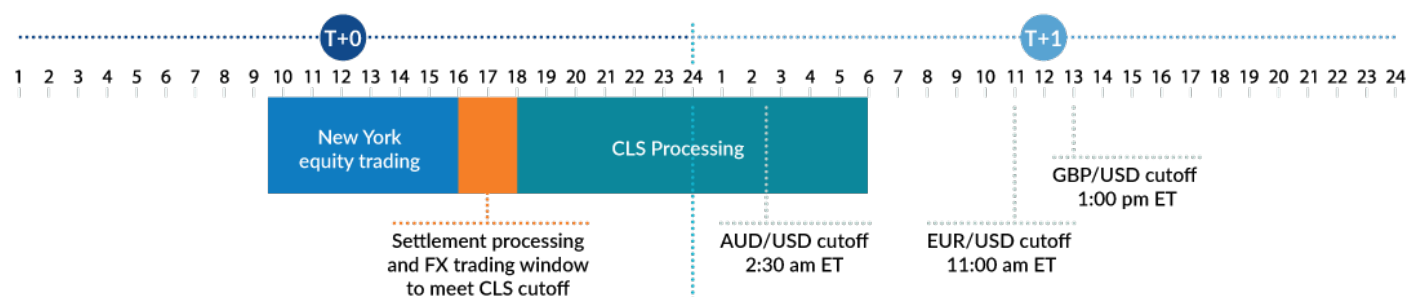 T+0 T+1
1 2 3 4 5 6 7 8 9 10 11 12 13 14 15 16 17 18 19 20 21 22 23 24 1 2 3 4 5 6 7 8 9 10 11 12 13 14 15 16 17 18 19 20 21 22 23 24
New York
equity trading
CLS Processing
Settlement processing
and FX trading window
to meet CLS cutoff
AUD/USD cutoff
2:30 am ET
EUR/USD cutoff
11:00 am ET
GBP/USD cutoff
1:00 pm ET